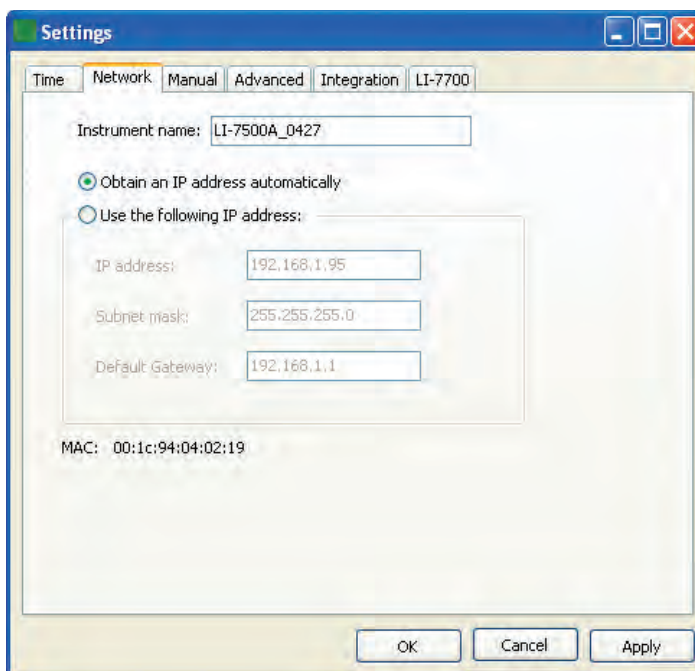 Settings
Time Network Manual Advanced Integration LI-7700
Instrument name: LI-7500A_0427
Obtain an IP address automatically
Use the following IP address:
IP address: 192.168.1.95
Subnet mask: 255.255.255.0
Default Gateway: 192.168.1.1
MAC: 00:1c:94:04:02:19
OK Cancel Apply